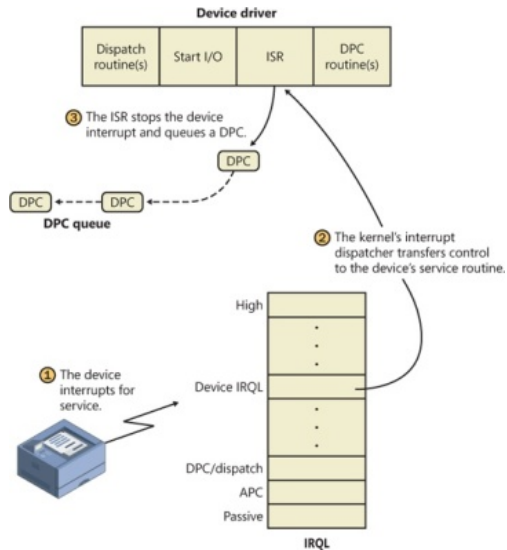 Device driver
Dispatch
routine(s)
Start I/O
ISR
DPC
routine(s)
3 The ISR stops the device
interrupt and queues a DPC.
DPC
DPC
DPC
DPC queue
2 The kernel's interrupt
dispatcher transfers control
to the device's service routine.
High
1 The device
interrupts for
service.
Device IRQL
DPC/dispatch
APC
Passive
IRQL